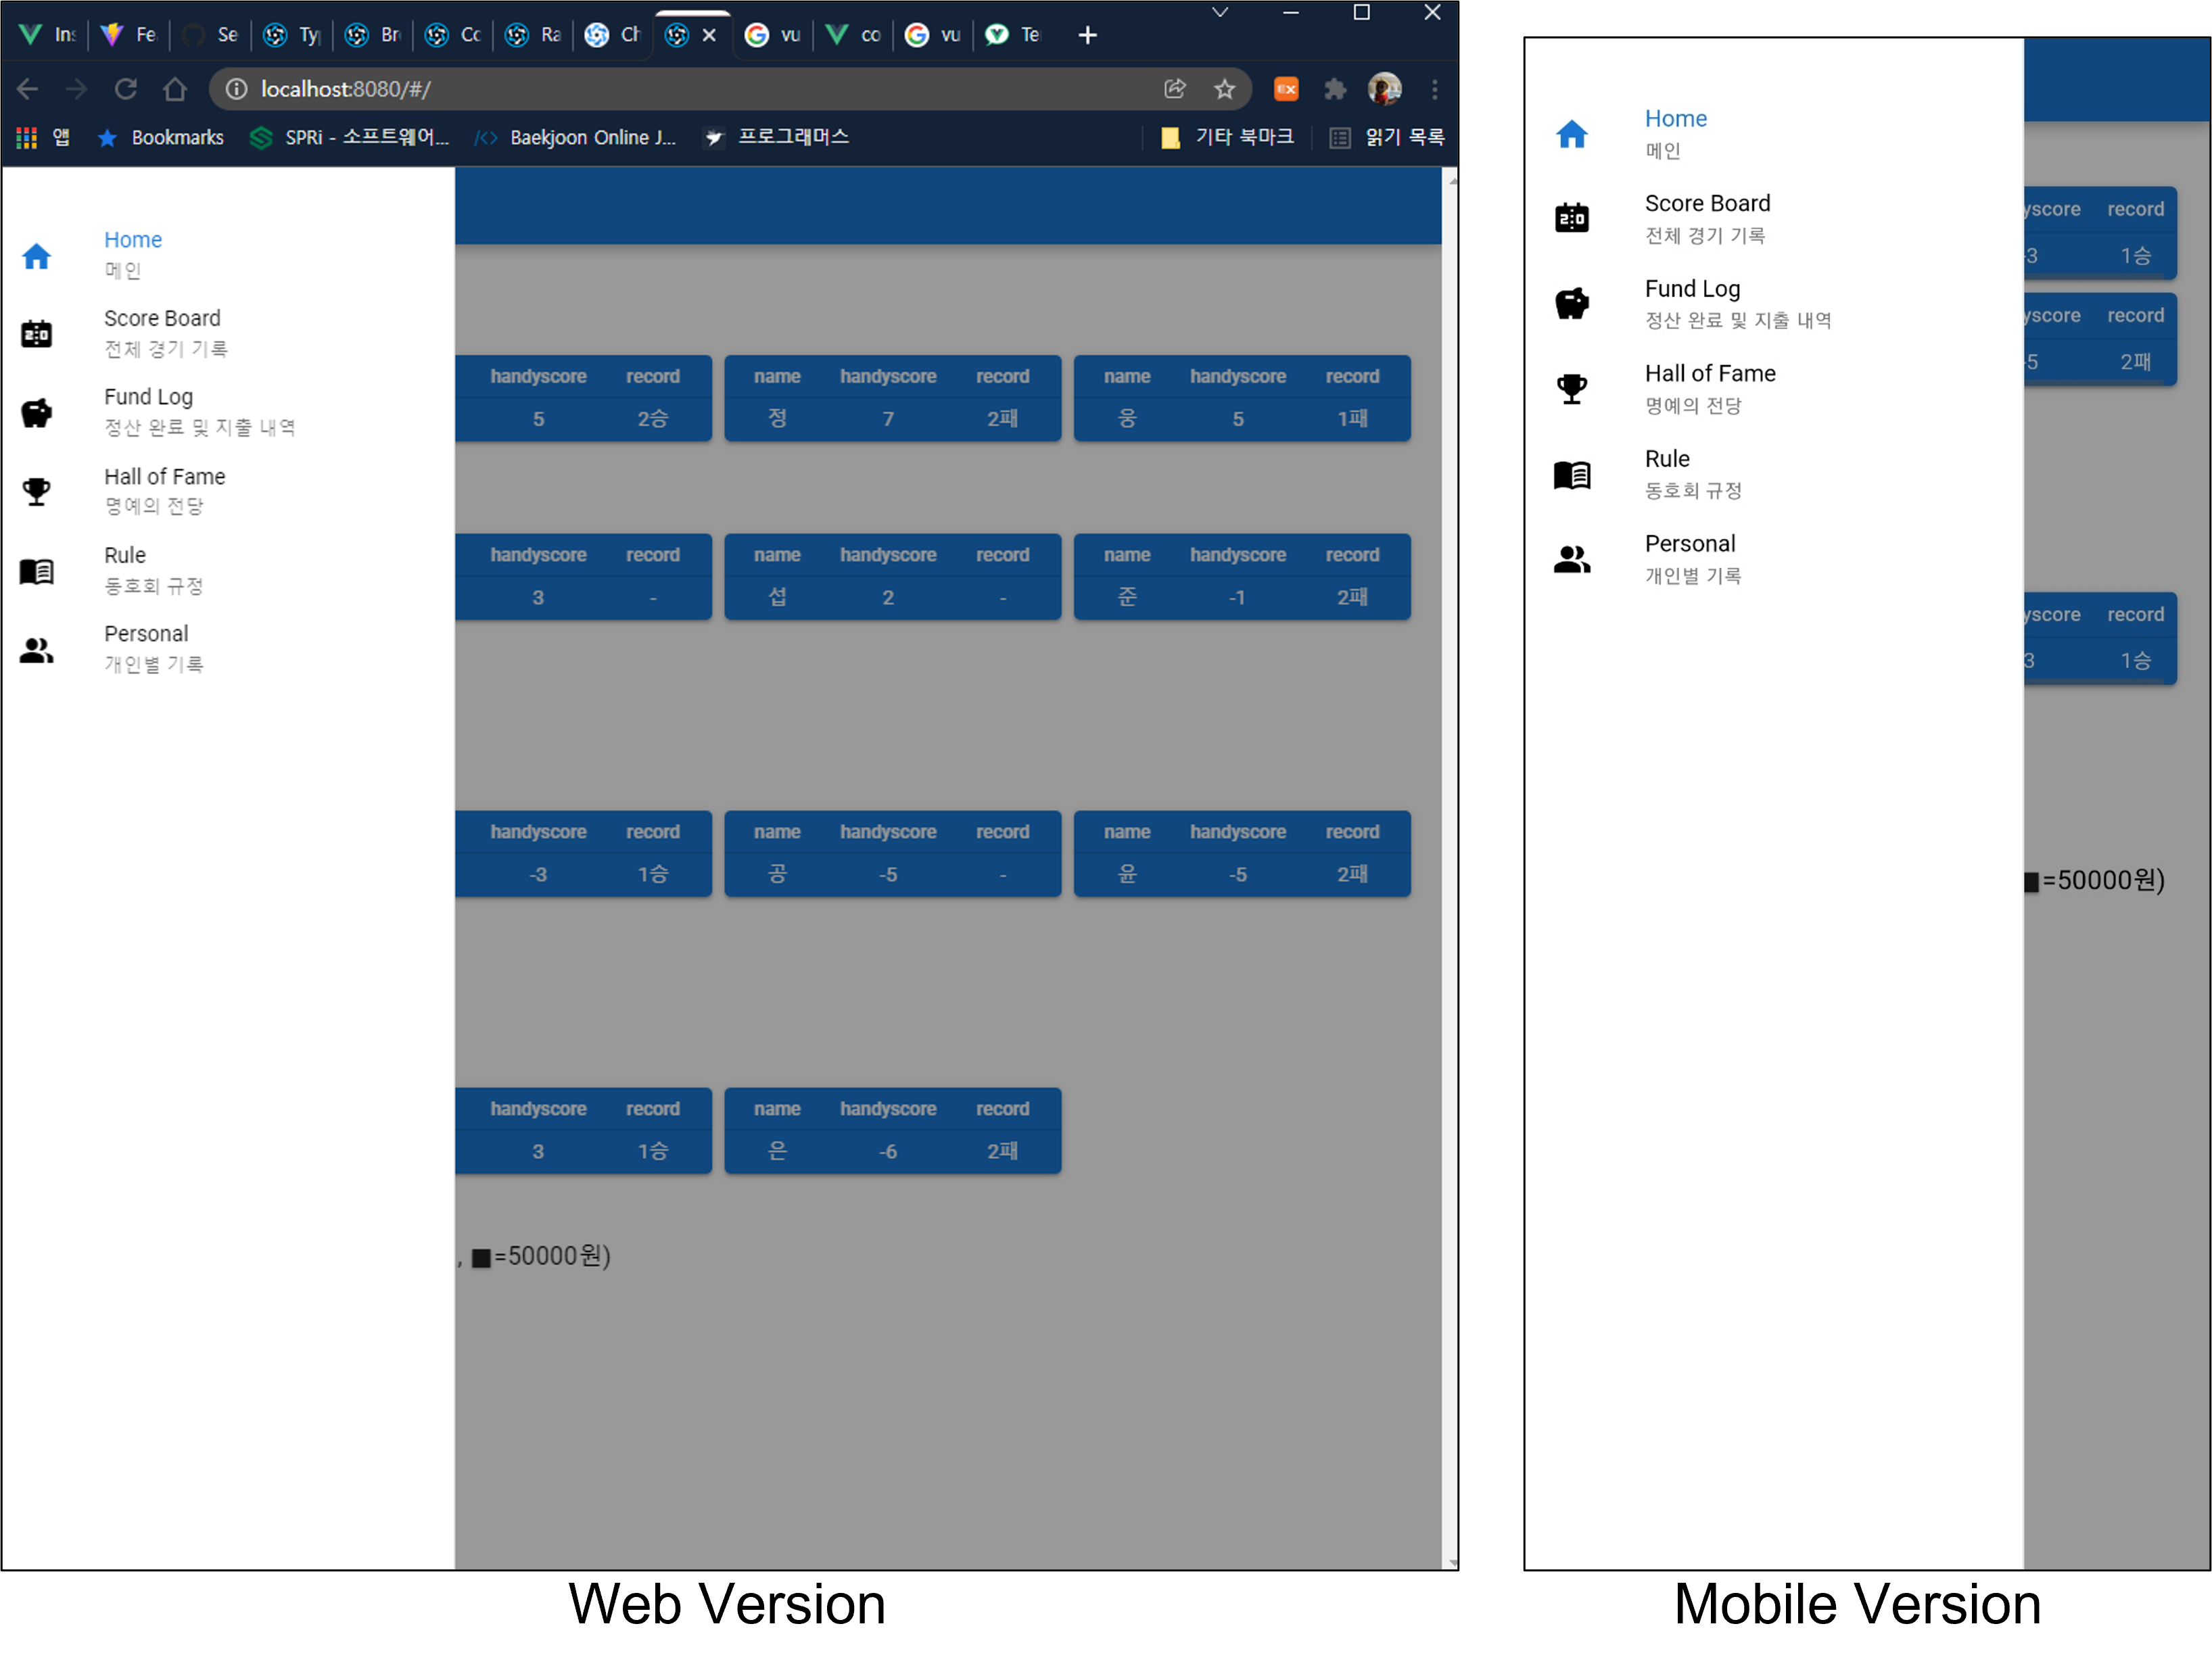 Ins
Fe
Se
Ty
Br
Co
Ra
Ch
vu
co
vu
Te
localhost:8080/#/
EX
앱
Bookmarks
SPRi - 소프트웨어...
Baekjoon Online J...
프로그래머스
기타 북마크
읽기 목록
Home
메인
Score Board
전체 경기 기록
Fund Log
정산 완료 및 지출 내역
Hall of Fame
명예의 전당
Rule
동호회 규정
Personal
개인별 기록
handyscore record name handyscore record name handyscore record
5 2승 정 7 2패 웅 5 1패
handyscore record name handyscore record name handyscore record
3 - 섭 2 - 준 -1 2패
handyscore record name handyscore record name handyscore record
-3 1승 공 -5 - 윤 -5 2패
handyscore record name handyscore record
3 1승 은 -6 2패
, ■=50000원)
Web Version
Home
메인
Score Board
전체 경기 기록
Fund Log
정산 완료 및 지출 내역
Hall of Fame
명예의 전당
Rule
동호회 규정
Personal
개인별 기록
yscore record
-3 1승
yscore record
-5 2패
yscore record
3 1승
■=50000원)
Mobile Version